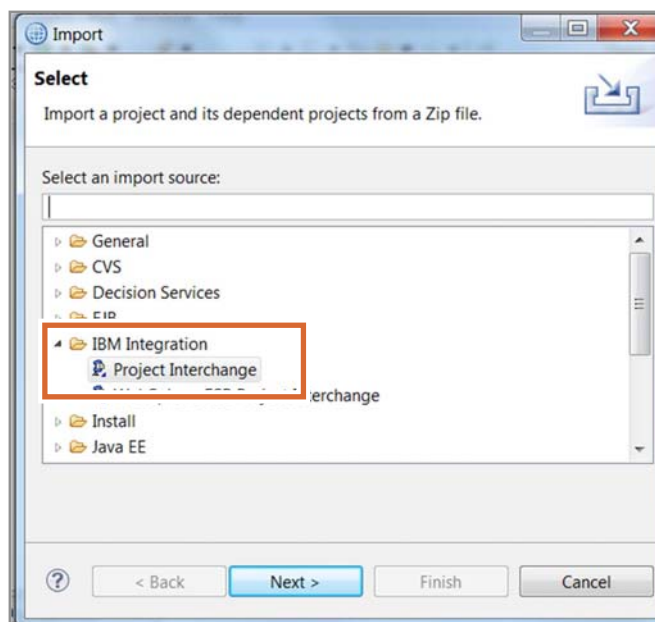 Import
Select
Import a project and its dependent projects from a Zip file.
Select an import source:
General
CVS
Decision Services
EJB
IBM Integration
Project Interchange
terchange
Install
Java EE
?
< Back
Next >
Finish
Cancel